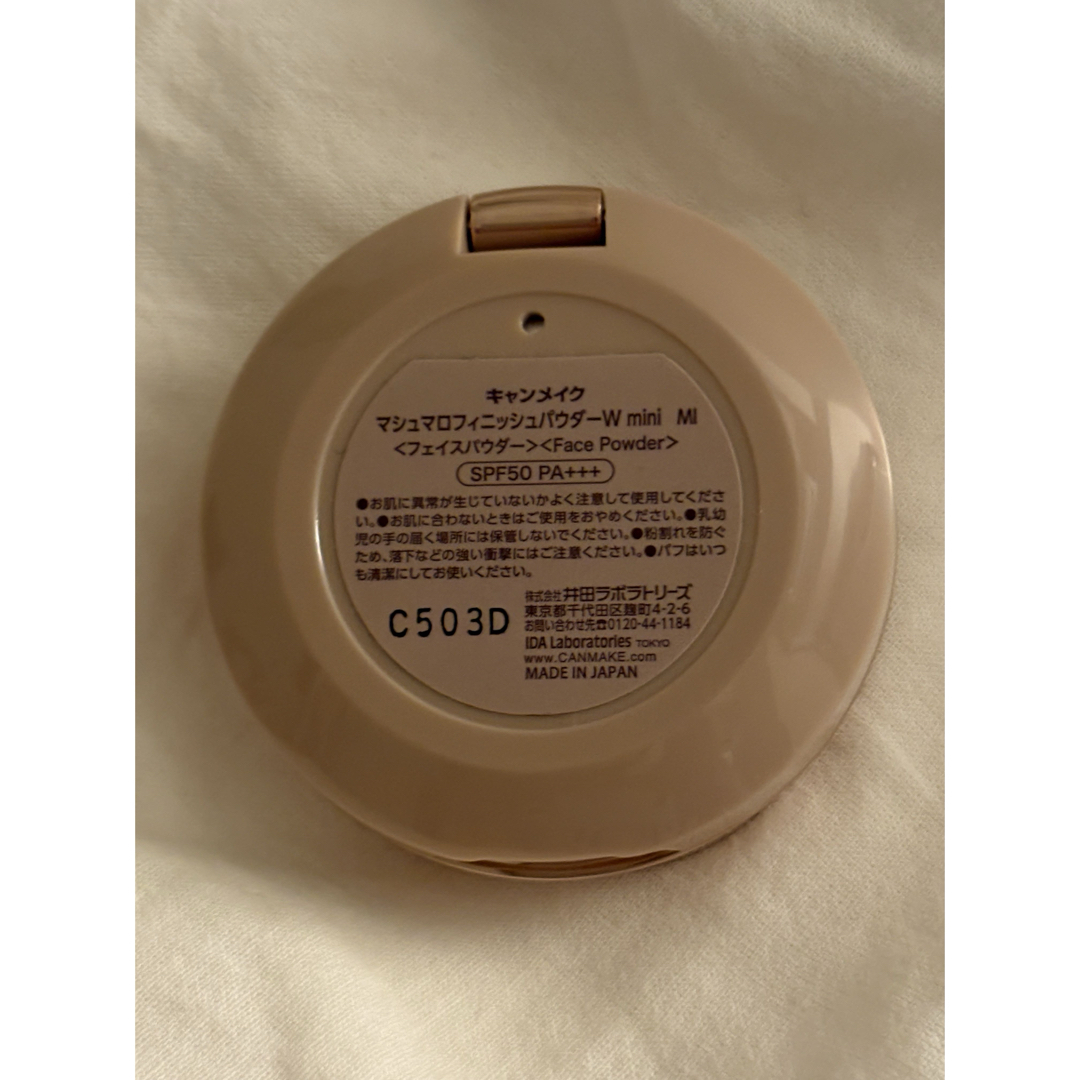 キャンメイク
マシュマロフィニッシュパウダーW mini MI
<フェイスパウダー><Face Powder>
SPF50 PA+++
●お肌に異常が生じていないかよく注意して使用してくださ
い。●お肌に合わないときはご使用をおやめください。●乳幼
児の手の届く場所には保管しないでください。●粉割れを防ぐ
ため、落下などの強い衝撃にはご注意ください。●パフはいつ
も清潔にしてお使いください。
C503D
株式会社 井田ラボラトリーズ
東京都千代田区麹町4-2-6
お問い合わせ先☎0120-44-1184
IDA Laboratories TOKYO
www.CANMAKE.com
MADE IN JAPAN